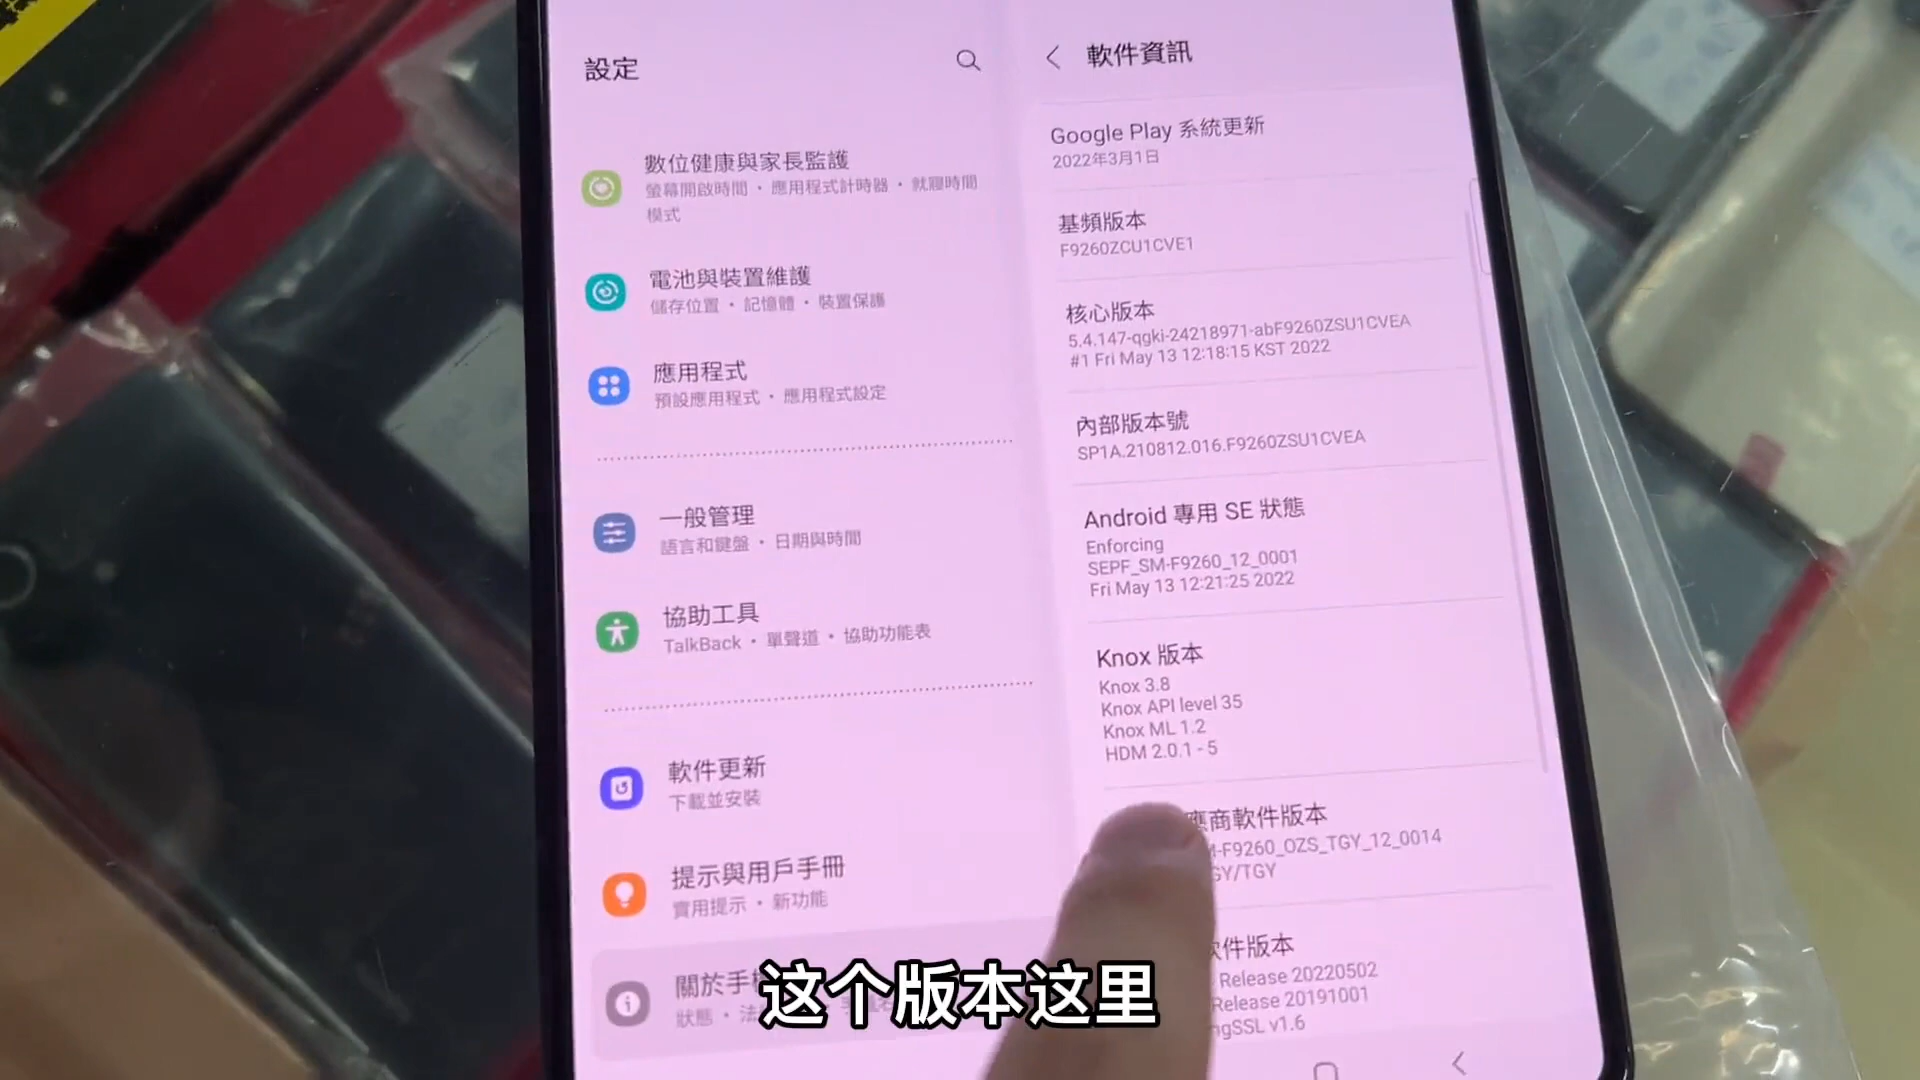 設定
數位健康與家長監護
螢幕開啟時間・應用程式計時器・就寢時間
模式
電池與裝置維護
儲存位置・記憶體・裝置保護
應用程式
預設應用程式・應用程式設定
一般管理
語言和鍵盤・日期與時間
協助工具
TalkBack・單聲道・協助功能表
軟件更新
下載並安裝
提示與用戶手冊
實用提示・新功能
關於手機
狀態・法
軟件資訊
Google Play 系統更新
2022年3月1日
基頻版本
F9260ZCU1CVE1
核心版本
5.4.147-qgki-24218971-abF9260ZSU1CVEA
#1 Fri May 13 12:18:15 KST 2022
內部版本號
SP1A.210812.016.F9260ZSU1CVEA
Android 專用 SE 狀態
Enforcing
SEPF_SM-F9260_12_0001
Fri May 13 12:21:25 2022
Knox 版本
Knox 3.8
Knox API level 35
Knox ML 1.2
HDM 2.0.1 - 5
應商軟件版本
-F9260_OZS_TGY_12_0014
GY/TGY
軟件版本
Release 20220502
Release 20191001
ngSSL v1.6
这个版本这里